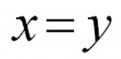 x = y